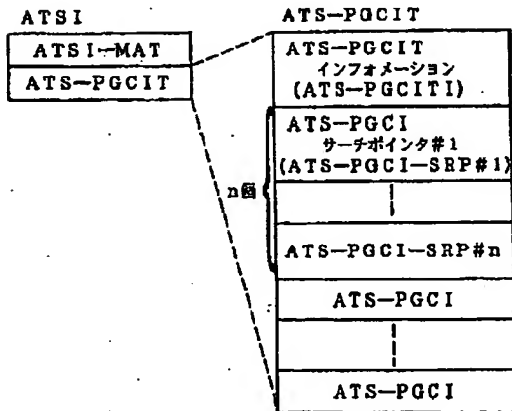 ATSI
ATSI-MAT
ATS-PGCIT
ATS-PGCIT
ATS-PGCIT
インフォメーション
(ATS-PGCITI)
ATS-PGCI
サーチポインタ#1
(ATS-PGCI-SRP#1)
n個
ATS-PGCI-SRP#n
ATS-PGCI
ATS-PGCI